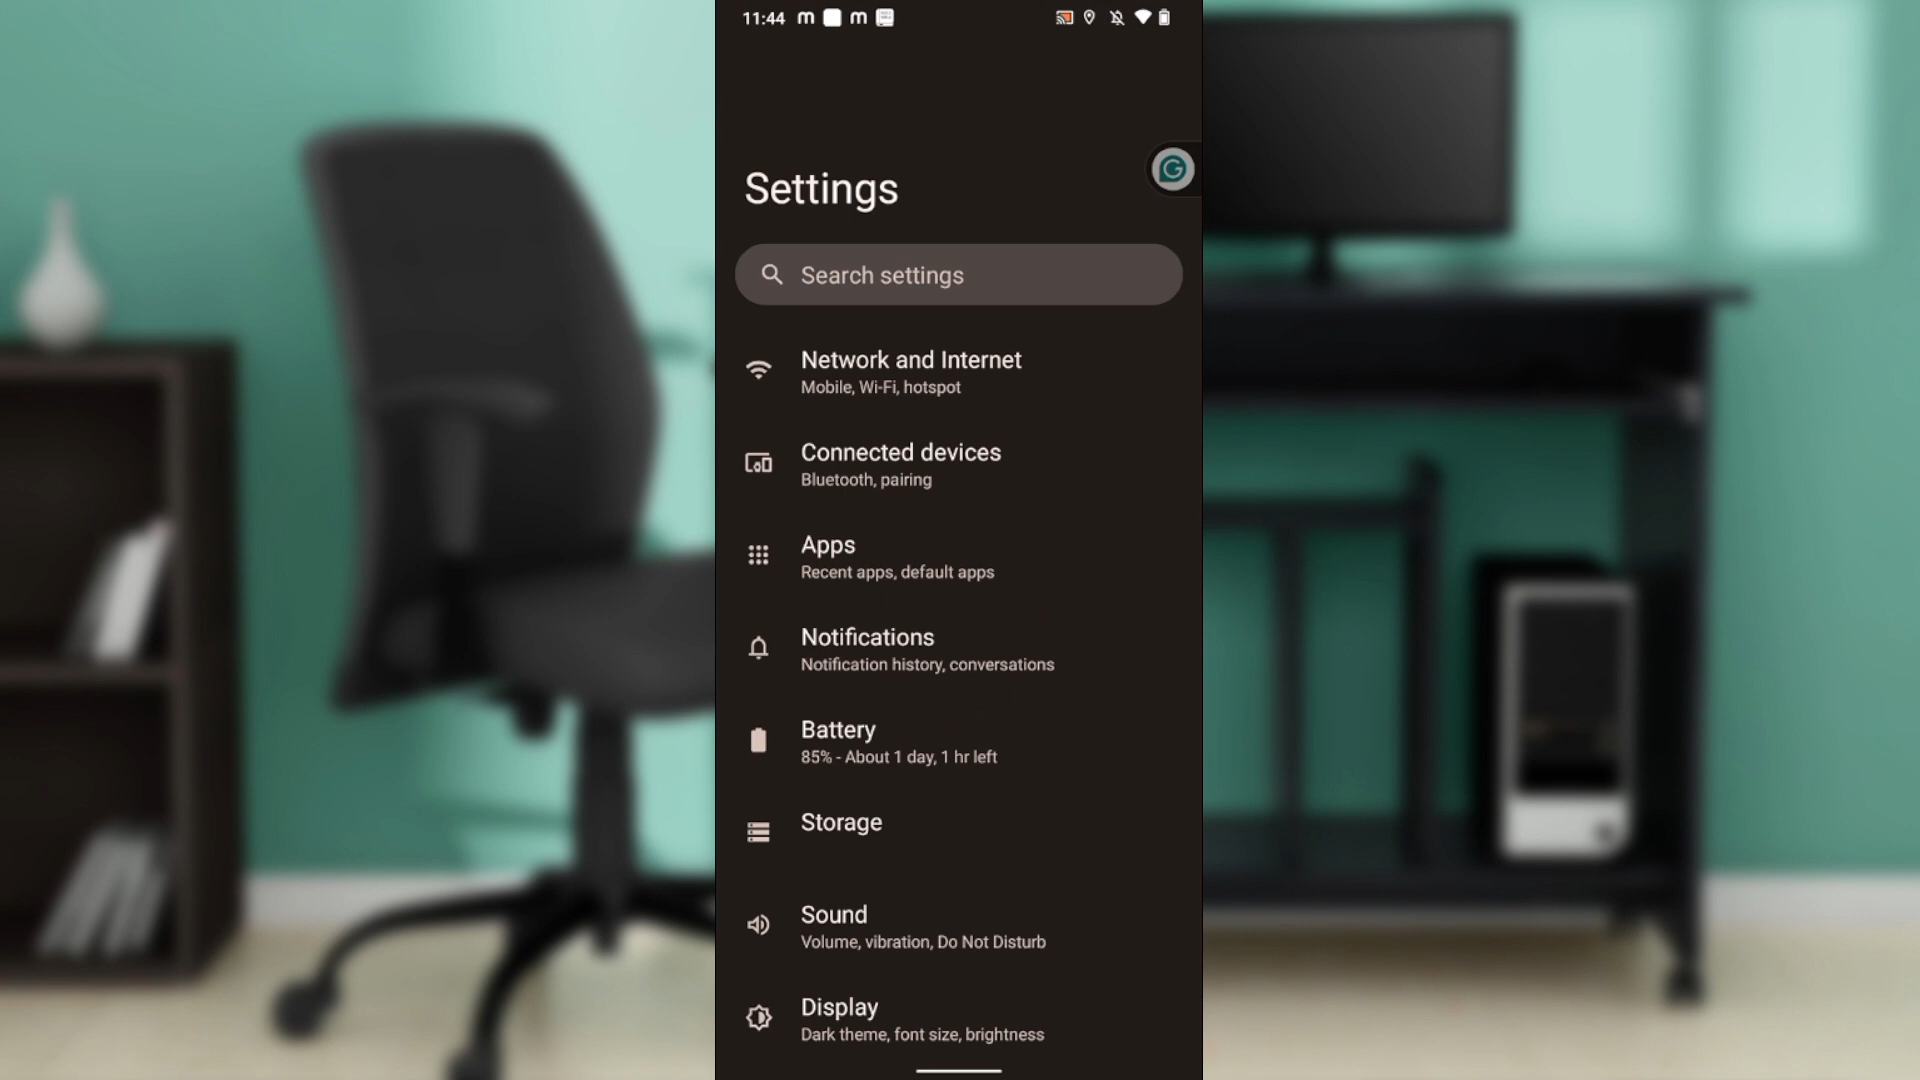 11:44
Settings
Search settings
Network and Internet
Mobile, Wi-Fi, hotspot
Connected devices
Bluetooth, pairing
Apps
Recent apps, default apps
Notifications
Notification history, conversations
Battery
85% - About 1 day, 1 hr left
Storage
Sound
Volume, vibration, Do Not Disturb
Display
Dark theme, font size, brightness